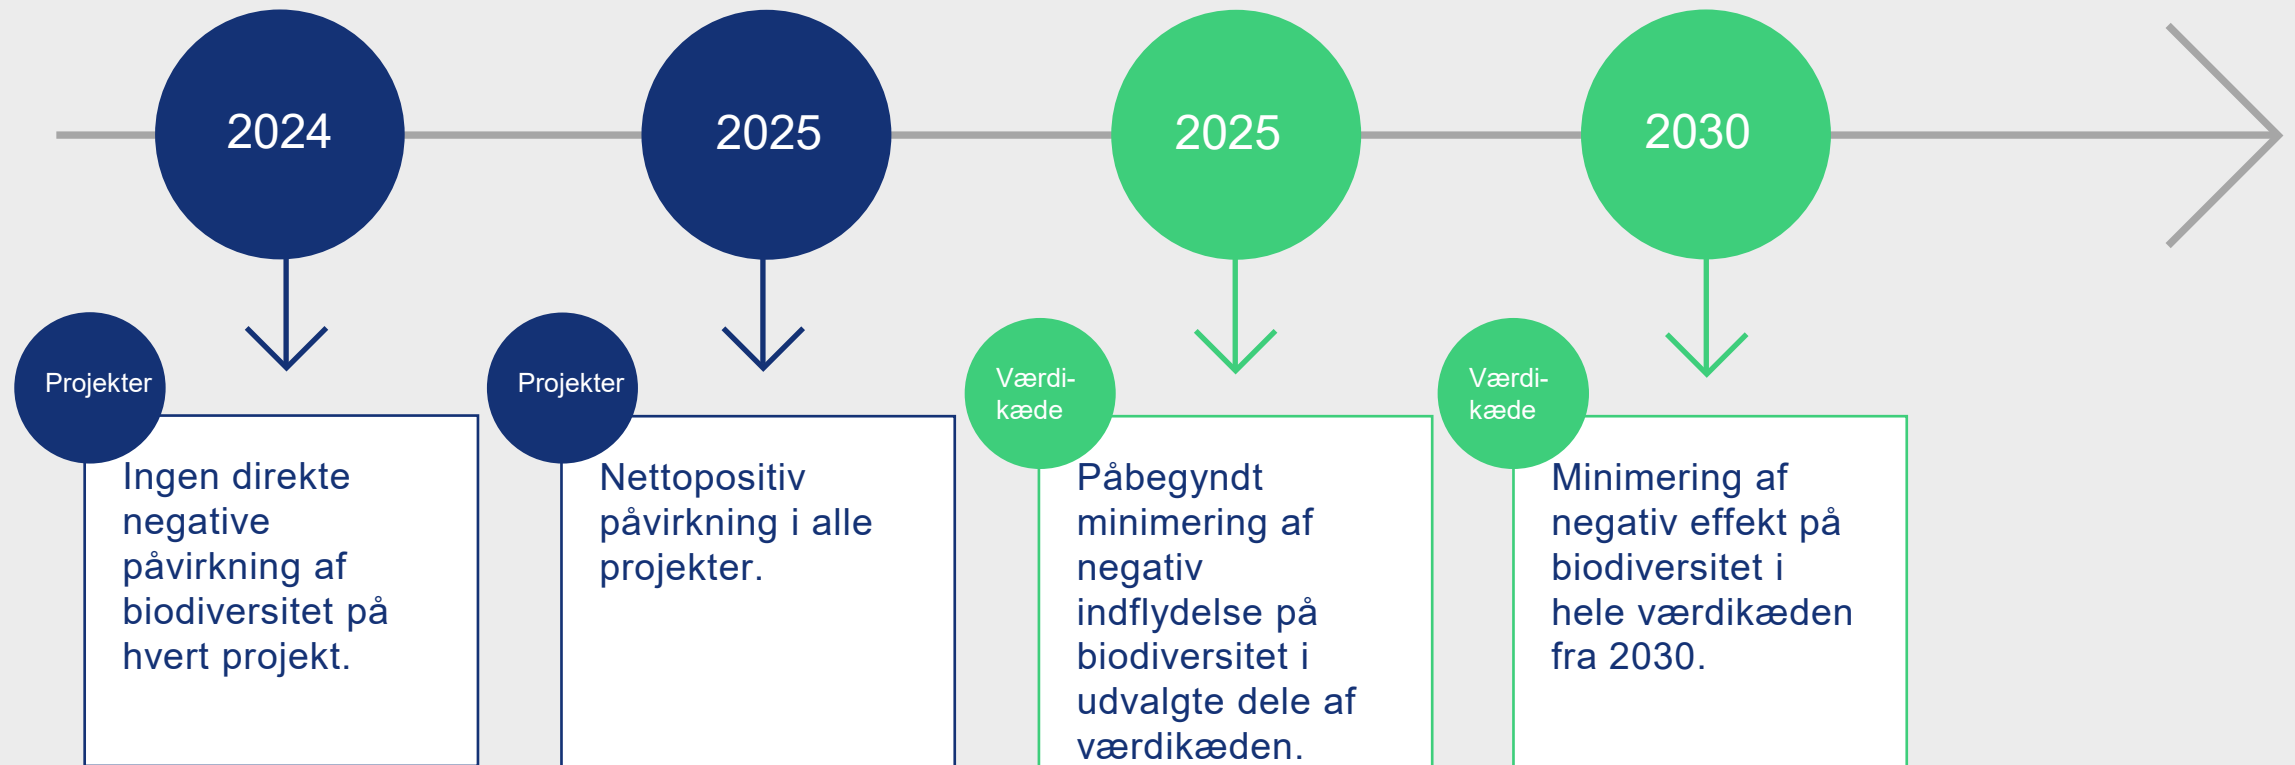 2024
2025
2025
2030
Projekter
Ingen direkte
negative
påvirkning af
biodiversitet på
hvert projekt.
Projekter
Nettopositiv
påvirkning i alle
projekter.
Værdi-
kæde
Påbegyndt
minimering af
negativ
indflydelse på
biodiversitet i
udvalgte dele af
værdikæden.
Værdi-
kæde
Minimering af
negativ effekt på
biodiversitet i
hele værdikæden
fra 2030.